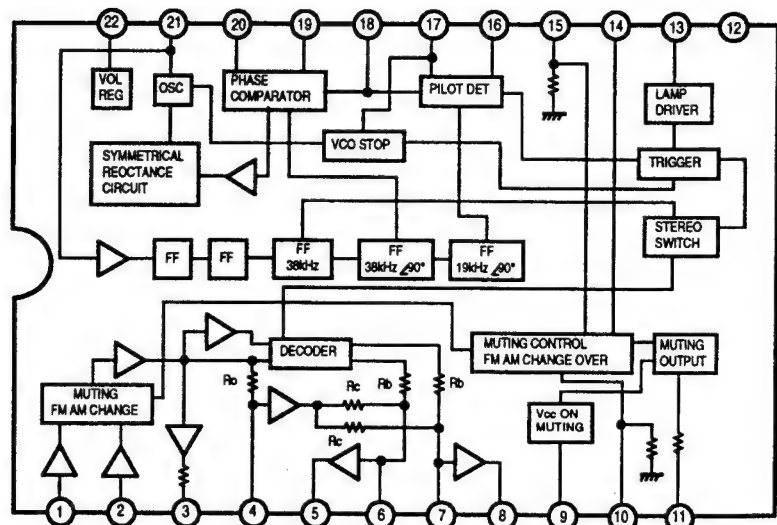 22 21 20 19 18 17 16 15 14 13 12
VOL
REG
OSC
PHASE
COMPARATOR
PILOT DET
LAMP
DRIVER
SYMMETRICAL
REOCTANCE
CIRCUIT
VCO STOP
TRIGGER
STEREO
SWITCH
FF
FF
FF
38kHz
FF
38kHz ∠90°
FF
19kHz ∠90°
DECODER
MUTING CONTROL
FM AM CHANGE OVER
MUTING
OUTPUT
MUTING
FM AM CHANGE
Ro
Rc
Rb
Rb
Rc
Vcc ON
MUTING
1 2 3 4 5 6 7 8 9 10 11